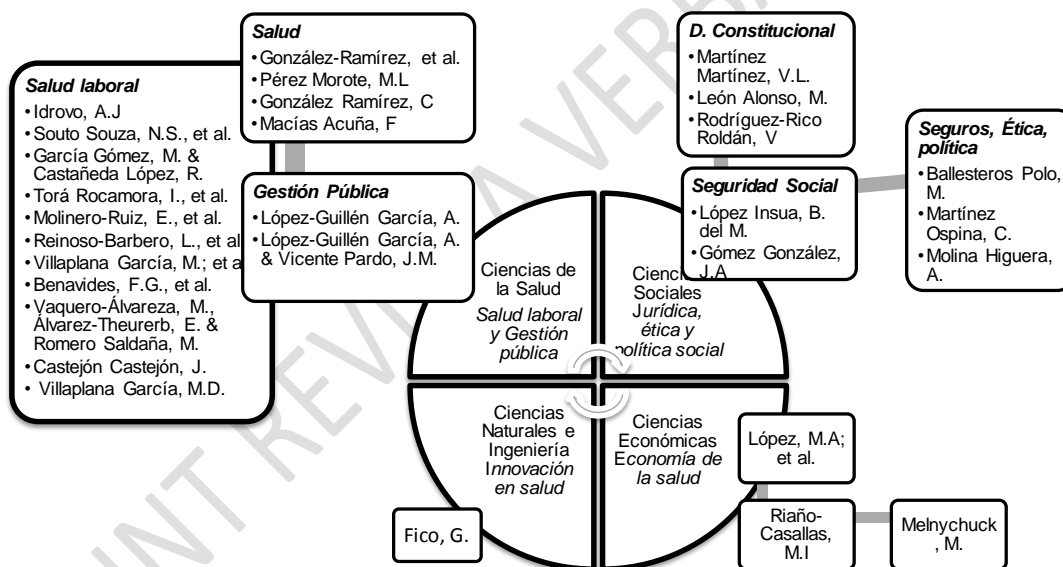 Salud laboral
•Idrovo, A.J
•Souto Souza, N.S., et al.
•García Gómez, M. &
Castañeda López, R.
•Torá Rocamora, I., et al.
•Molinero-Ruiz, E., et al.
•Reinoso-Barbero, L., et al
•Villaplana García, M.; et a
•Benavides, F.G., et al.
•Vaquero-Álvareza, M.,
Álvarez-Theurerb, E. &
Romero Saldaña, M.
•Castejón Castejón, J.
• Villaplana García, M.D.
Salud
•González-Ramírez, et al.
•Pérez Morote, M.L
•González Ramírez, C
•Macías Acuña, F
Gestión Pública
•López-Guillén García, A.
•López-Guillén García, A.
& Vicente Pardo, J.M.
D. Constitucional
•Martínez
Martínez, V.L.
•León Alonso, M.
•Rodríguez-Rico
Roldán, V
Seguridad Social
•López Insua, B.
del M.
•Gómez González,
J.A
Seguros, Ética,
política
•Ballesteros Polo,
M.
•Martínez
Ospina, C.
•Molina Higuera,
A.
Ciencias de
la Salud
Salud laboral
y Gestión
pública
Ciencia
Sociales
Jurídica,
ética y
política social
Ciencias
Naturales e
Ingeniería
Innovación
en salud
Ciencias
Económicas
Economía de
la salud
Fico, G.
López, M.A;
et al.
Riaño-
Casallas,
M.I
Melnychuck
, M.
INT REVI